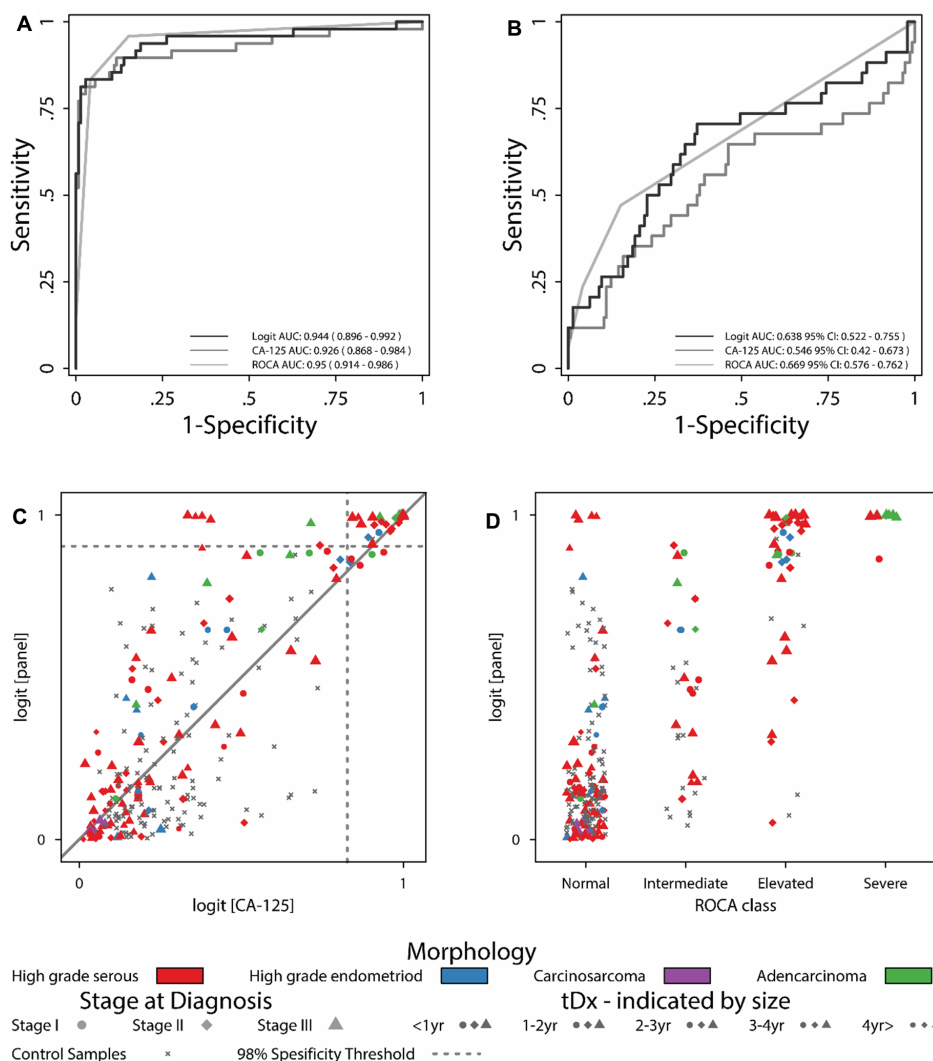 A
B
1
.75
.5
.25
0
Sensitivity
Logit AUC: 0.944 ( 0.896 - 0.992 )
CA-125 AUC: 0.926 ( 0.868 - 0.984 )
ROCA AUC: 0.95 ( 0.914 - 0.986 )
0 .25 .5 .75 1
1-Specificity
1
.75
.5
.25
0
Sensitivity
Logit AUC: 0.638 95% CI: 0.522 - 0.755 )
CA-125 AUC: 0.546 95% CI: 0.42 - 0.673 )
ROCA AUC: 0.669 95% CI: 0.576 - 0.762 )
0 .25 .5 .75 1
1-Specificity
C
1
0
logit [panel]
0 1
logit [CA-125]
D
1
0
logit [panel]
Normal Intermediate Elevated Severe
ROCA class
Morphology
High grade serous High grade endometriod Carcinosarcoma Adencarcinoma
Stage at Diagnosis tDx - indicated by size
Stage I Stage II Stage III <1yr 1-2yr 2-3yr 3-4yr 4yr>
Control Samples 98% Spesificity Threshold